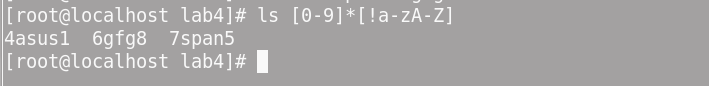 [root@localhost lab4]# ls [0-9]*[!a-zA-Z]
4asus1  6gfg8  7span5
[root@localhost lab4]#